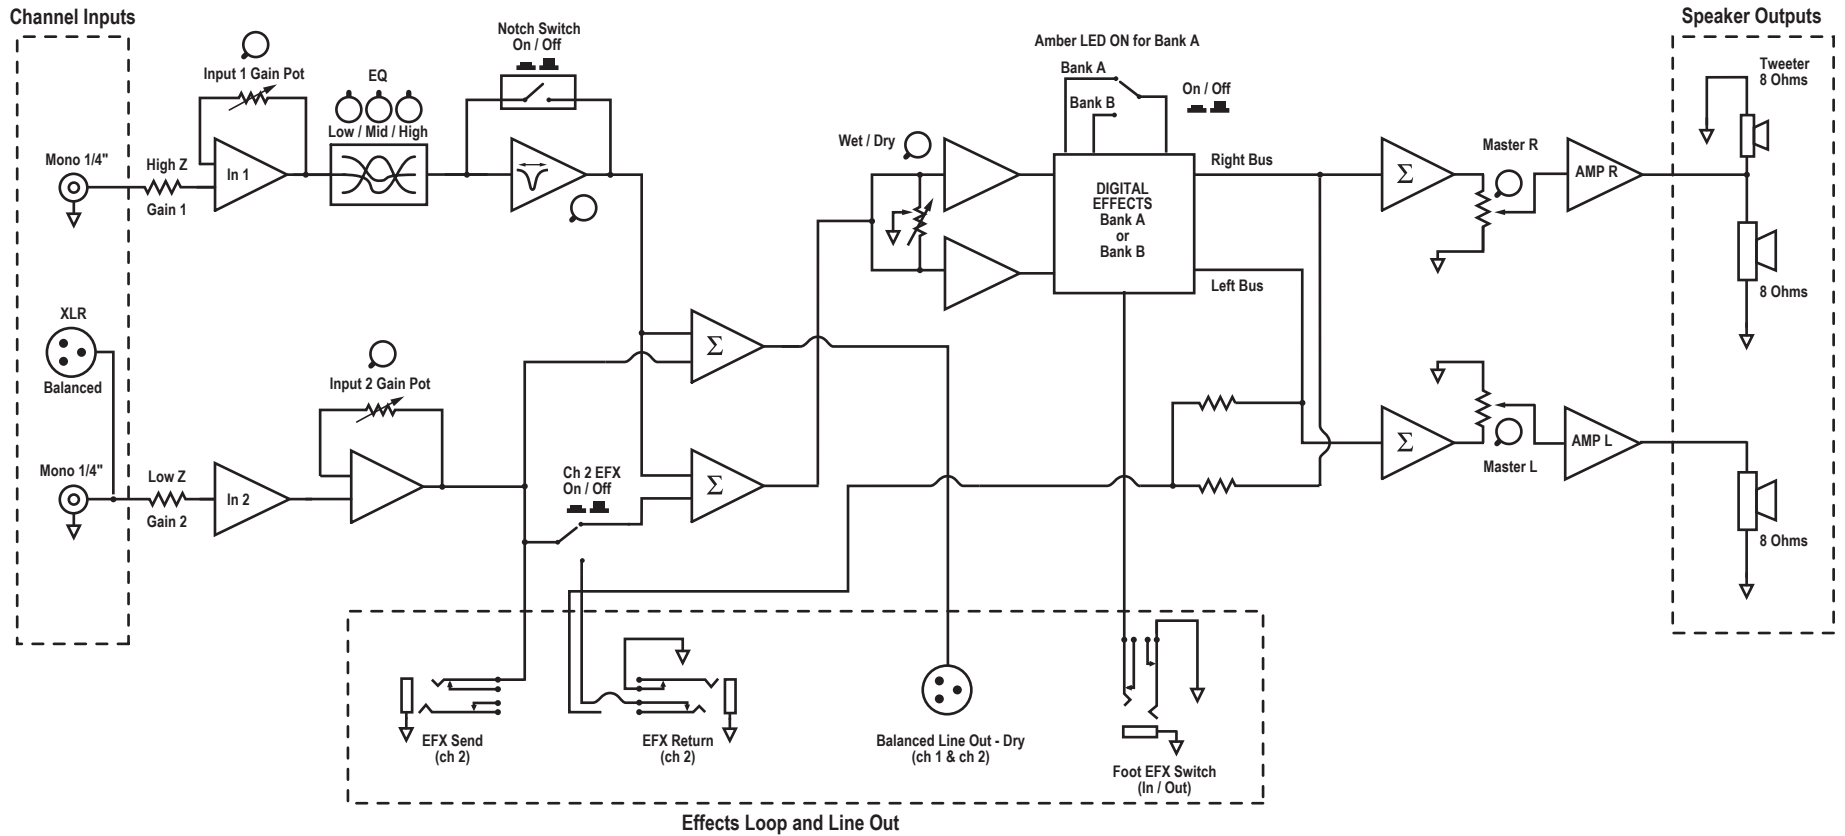 Channel Inputs
Speaker Outputs
Notch Switch
On / Off
Input 1 Gain Pot
EQ
Low / Mid / High
Amber LED ON for Bank A
Bank A
Bank B
On / Off
Tweeter
8 Ohms
Mono 1/4"
High Z
Gain 1
In 1
Wet / Dry
DIGITAL
EFFECTS
Bank A
or
Bank B
Right Bus
Left Bus
Σ
Master R
AMP R
8 Ohms
XLR
Balanced
Input 2 Gain Pot
Σ
Mono 1/4"
Low Z
Gain 2
In 2
Ch 2 EFX
On / Off
Σ
Σ
Master L
AMP L
8 Ohms
EFX Send
(ch 2)
EFX Return
(ch 2)
Balanced Line Out - Dry
(ch 1 & ch 2)
Foot EFX Switch
(In / Out)
Effects Loop and Line Out